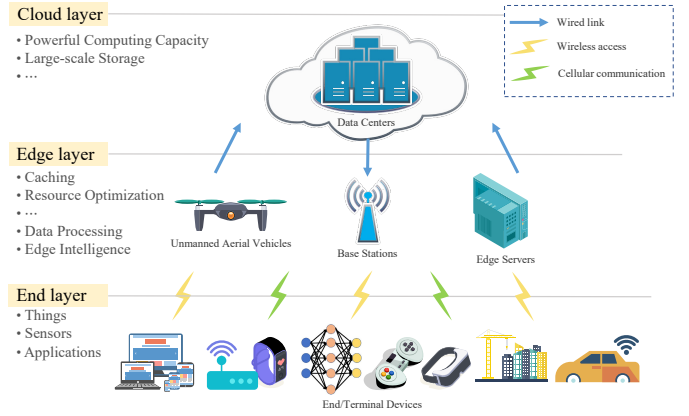 Cloud layer
• Powerful Computing Capacity
• Large-scale Storage
• ...
Wired link
Wireless access
Cellular communication
Data Centers
Edge layer
• Caching
• Resource Optimization
• ...
• Data Processing
• Edge Intelligence
Unmanned Aerial Vehicles
Base Stations
Edge Servers
End layer
• Things
• Sensors
• Applications
End/Terminal Devices